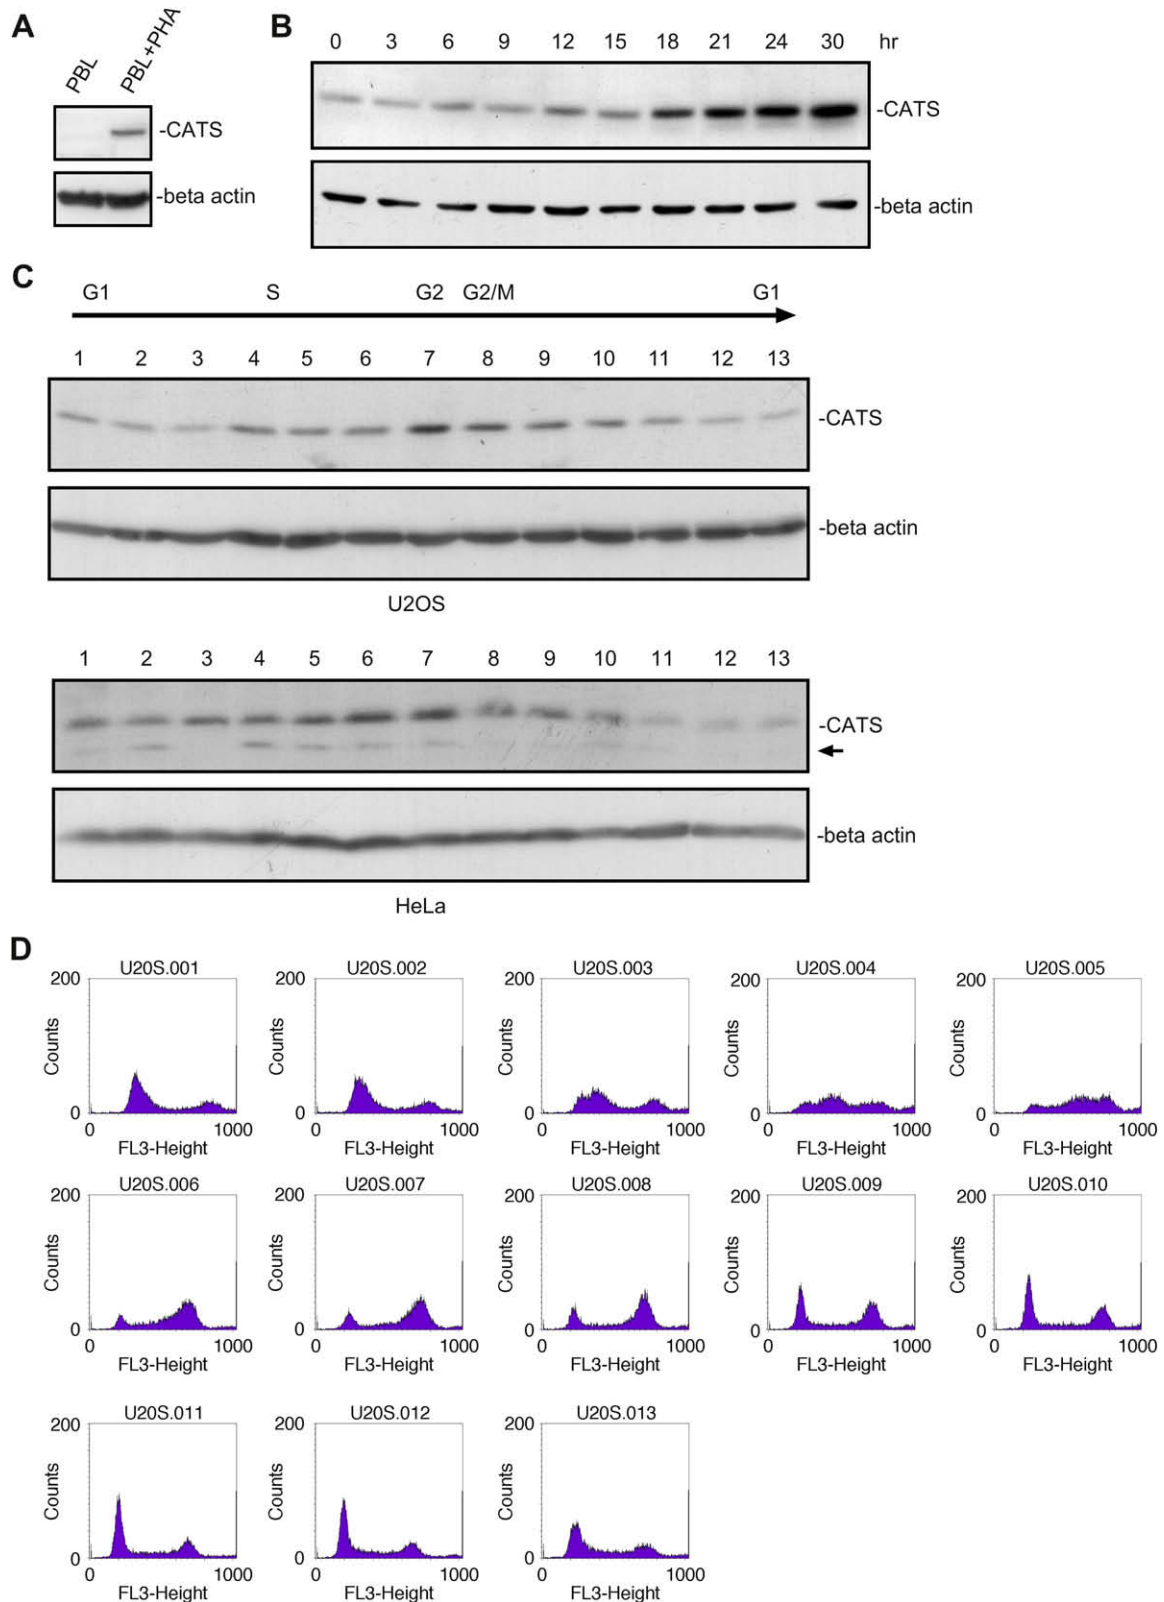 A
PBL
PBL+PHA
-CATS
-beta actin
B
0 3 6 9 12 15 18 21 24 30 hr
-CATS
-beta actin
C
G1 S G2 G2/M G1
1 2 3 4 5 6 7 8 9 10 11 12 13
-CATS
-beta actin
U2OS
1 2 3 4 5 6 7 8 9 10 11 12 13
-CATS
-beta actin
HeLa
D
U20S.001 U20S.002 U20S.003 U20S.004 U20S.005
200 200 200 200 200
Counts Counts Counts Counts Counts
0 0 0 0 0
0 1000 0 1000 0 1000 0 1000 0 1000
FL3-Height FL3-Height FL3-Height FL3-Height FL3-Height
U20S.006 U20S.007 U20S.008 U20S.009 U20S.010
200 200 200 200 200
Counts Counts Counts Counts Counts
0 0 0 0 0
0 1000 0 1000 0 1000 0 1000 0 1000
FL3-Height FL3-Height FL3-Height FL3-Height FL3-Height
U20S.011 U20S.012 U20S.013
200 200 200
Counts Counts Counts
0 0 0
0 1000 0 1000 0 1000
FL3-Height FL3-Height FL3-Height